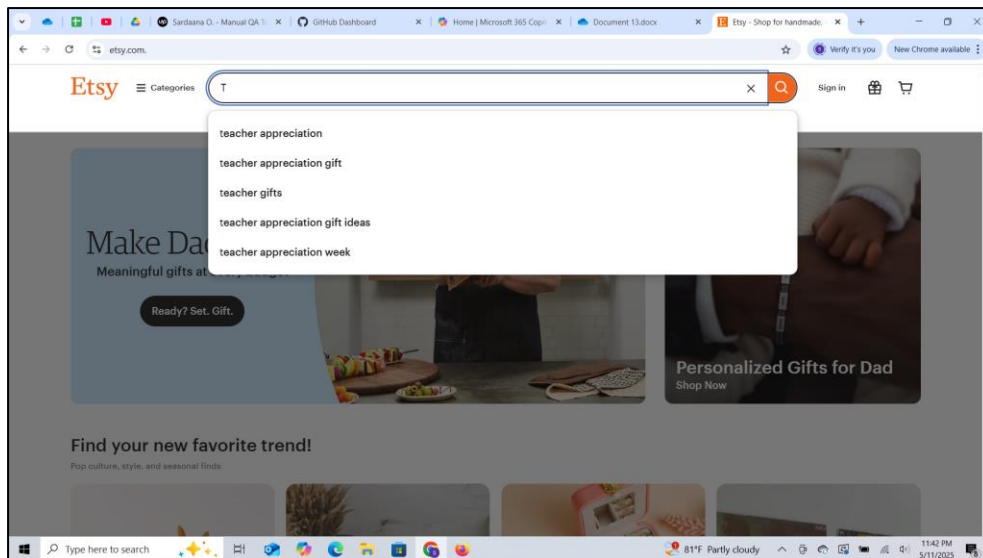 Sardaana O. - Manual QA T
GitHub Dashboard
Home | Microsoft 365 Copi
Document 13.docx
Etsy - Shop for handmade,
etsy.com.
Verify it's you
New Chrome available
Etsy
Categories
T
Sign in
teacher appreciation
teacher appreciation gift
teacher gifts
teacher appreciation gift ideas
teacher appreciation week
Make Da
Meaningful gifts at
Ready? Set. Gift.
Personalized Gifts for Dad
Shop Now
Find your new favorite trend!
Pop culture, style, and seasonal finds
Type here to search
81°F Partly cloudy
11:42 PM
5/11/2025